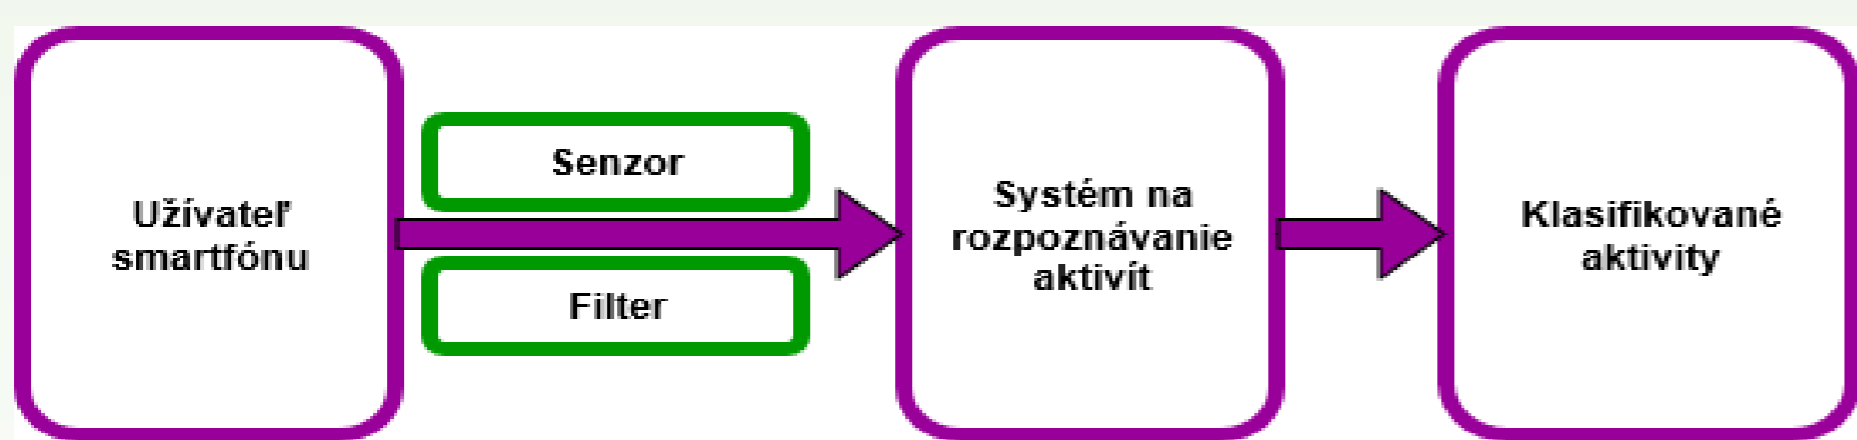 Užívateľ
smartfónu
Senzor
Filter
Systém na
rozpoznávanie
aktivít
Klasifikované
aktivity